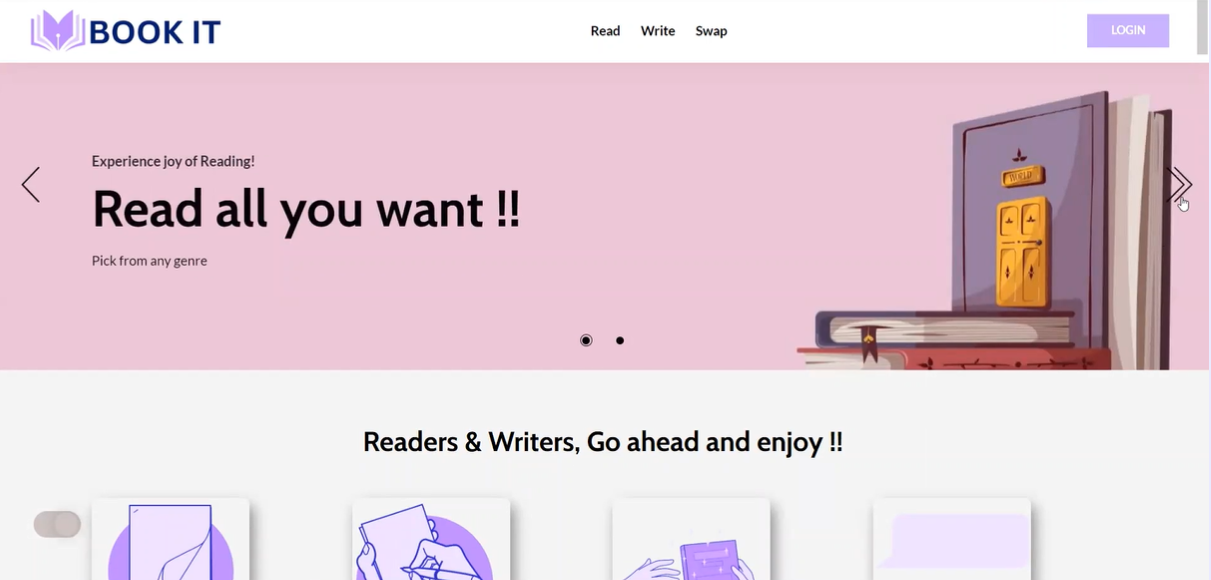 BOOK IT
Read Write Swap
LOGIN
Experience joy of Reading!
Read all you want !!
Pick from any genre
WORLD
Readers & Writers, Go ahead and enjoy !!